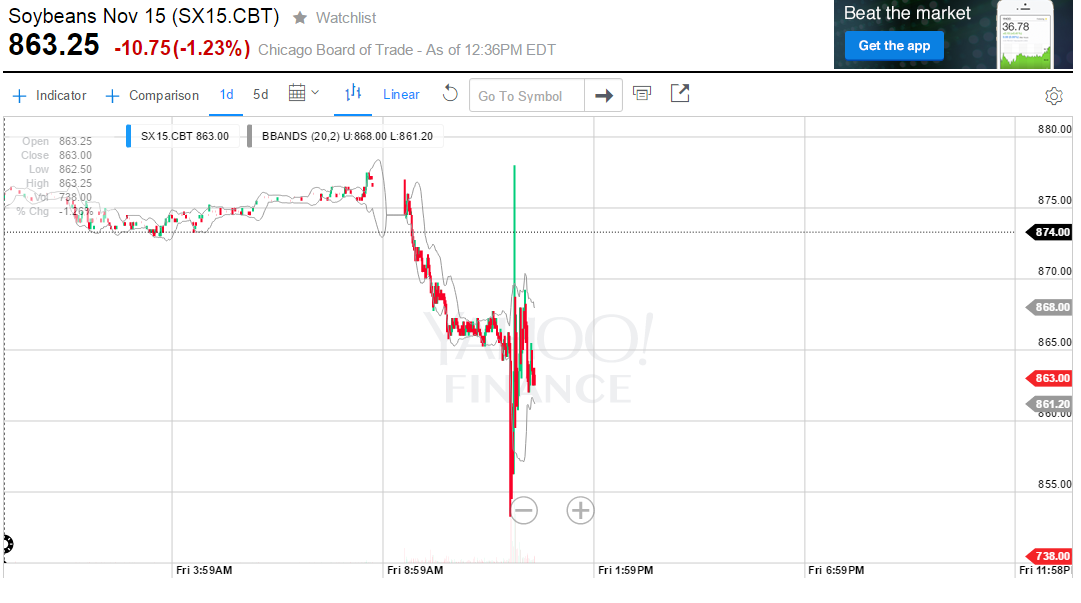 Soybeans Nov 15 (SX15.CBT) ★ Watchlist
863.25 -10.75(-1.23%) Chicago Board of Trade - As of 12:36PM EDT
Beat the market
Get the app
36.78
+ Indicator + Comparison 1d 5d Linear Go To Symbol
SX15.CBT 863.00 BBANDS (20,2) U:868.00 L:861.20
Open 863.25
Close 863.00
Low 862.50
High 863.25
Vol 738.00
% Chg -1.26%
880.00
875.00
874.00
870.00
868.00
865.00
863.00
861.20
860.00
855.00
738.00
YAHOO!
FINANCE
Fri 3:59AM Fri 8:59AM Fri 1:59PM Fri 6:59PM Fri 11:58P